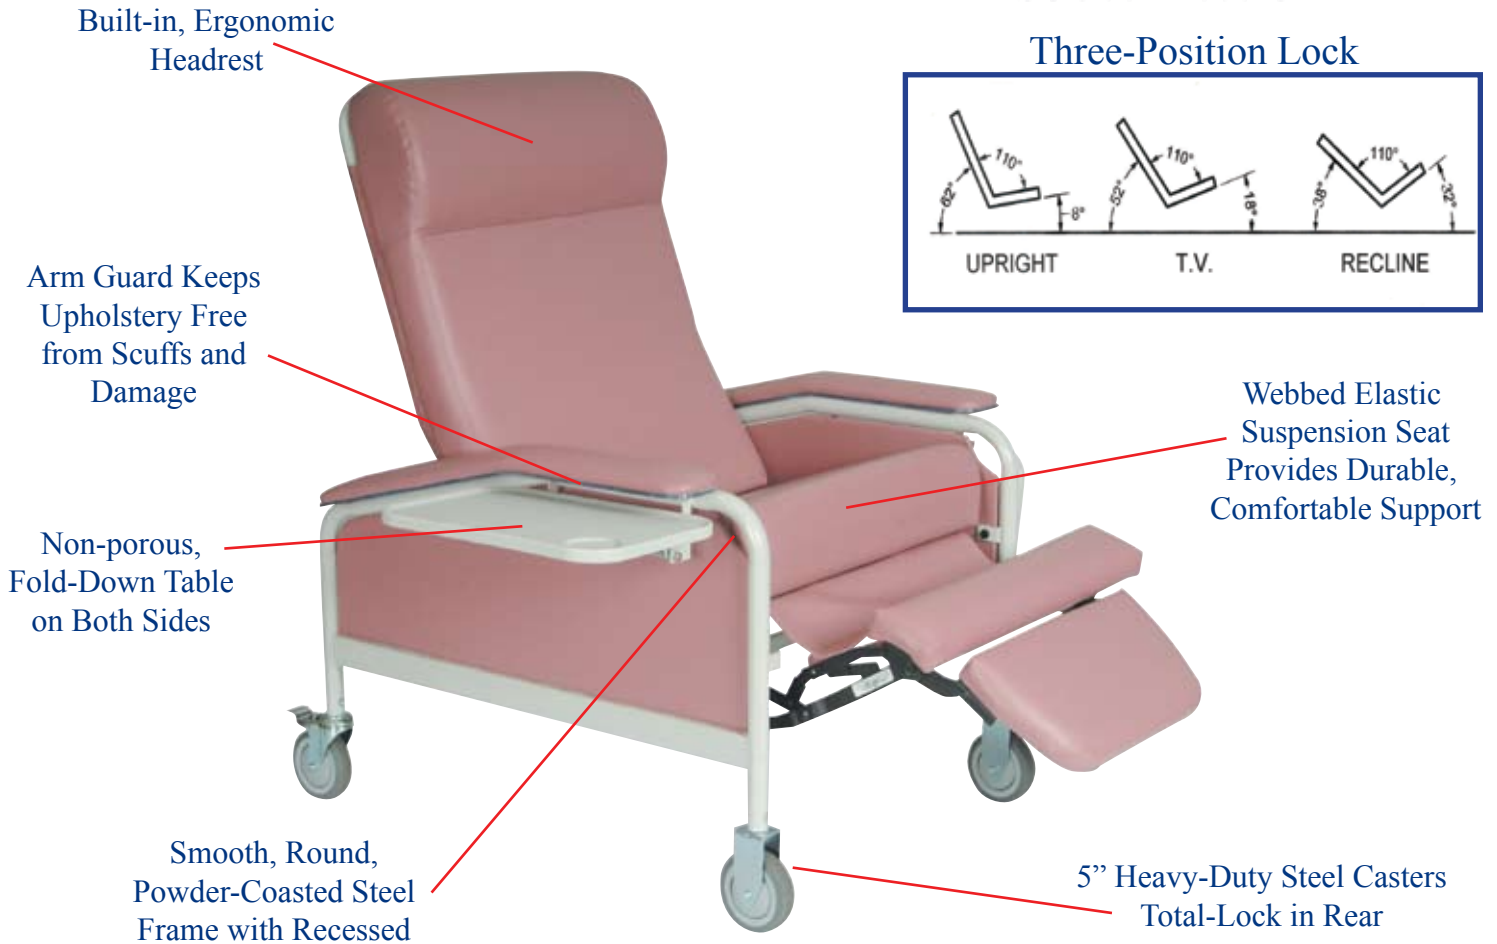 Built-in, Ergonomic
Headrest
Three-Position Lock
110°
62°
8°
UPRIGHT
110°
52°
18°
T.V.
110°
38°
32°
RECLINE
Arm Guard Keeps
Upholstery Free
from Scuffs and
Damage
Webbed Elastic
Suspension Seat
Provides Durable,
Comfortable Support
Non-porous,
Fold-Down Table
on Both Sides
Smooth, Round,
Powder-Coasted Steel
Frame with Recessed
5” Heavy-Duty Steel Casters
Total-Lock in Rear